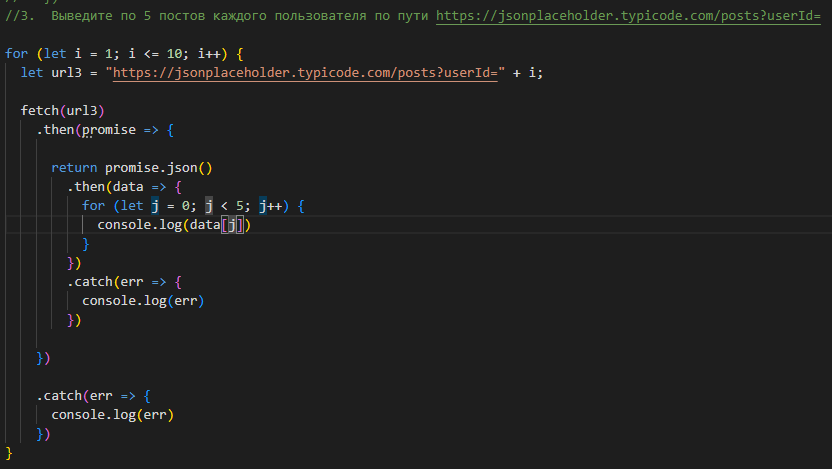 //3.  Выведите по 5 постов каждого пользователя по пути https://jsonplaceholder.typicode.com/posts?userId=
for (let i = 1; i <= 10; i++) {
let url3 = "https://jsonplaceholder.typicode.com/posts?userId=" + i;
fetch(url3)
.then(promise => {
return promise.json()
.then(data => {
for (let j = 0; j < 5; j++) {
console.log(data[j])
}
})
.catch(err => {
console.log(err)
})
})
.catch(err => {
console.log(err)
})
}